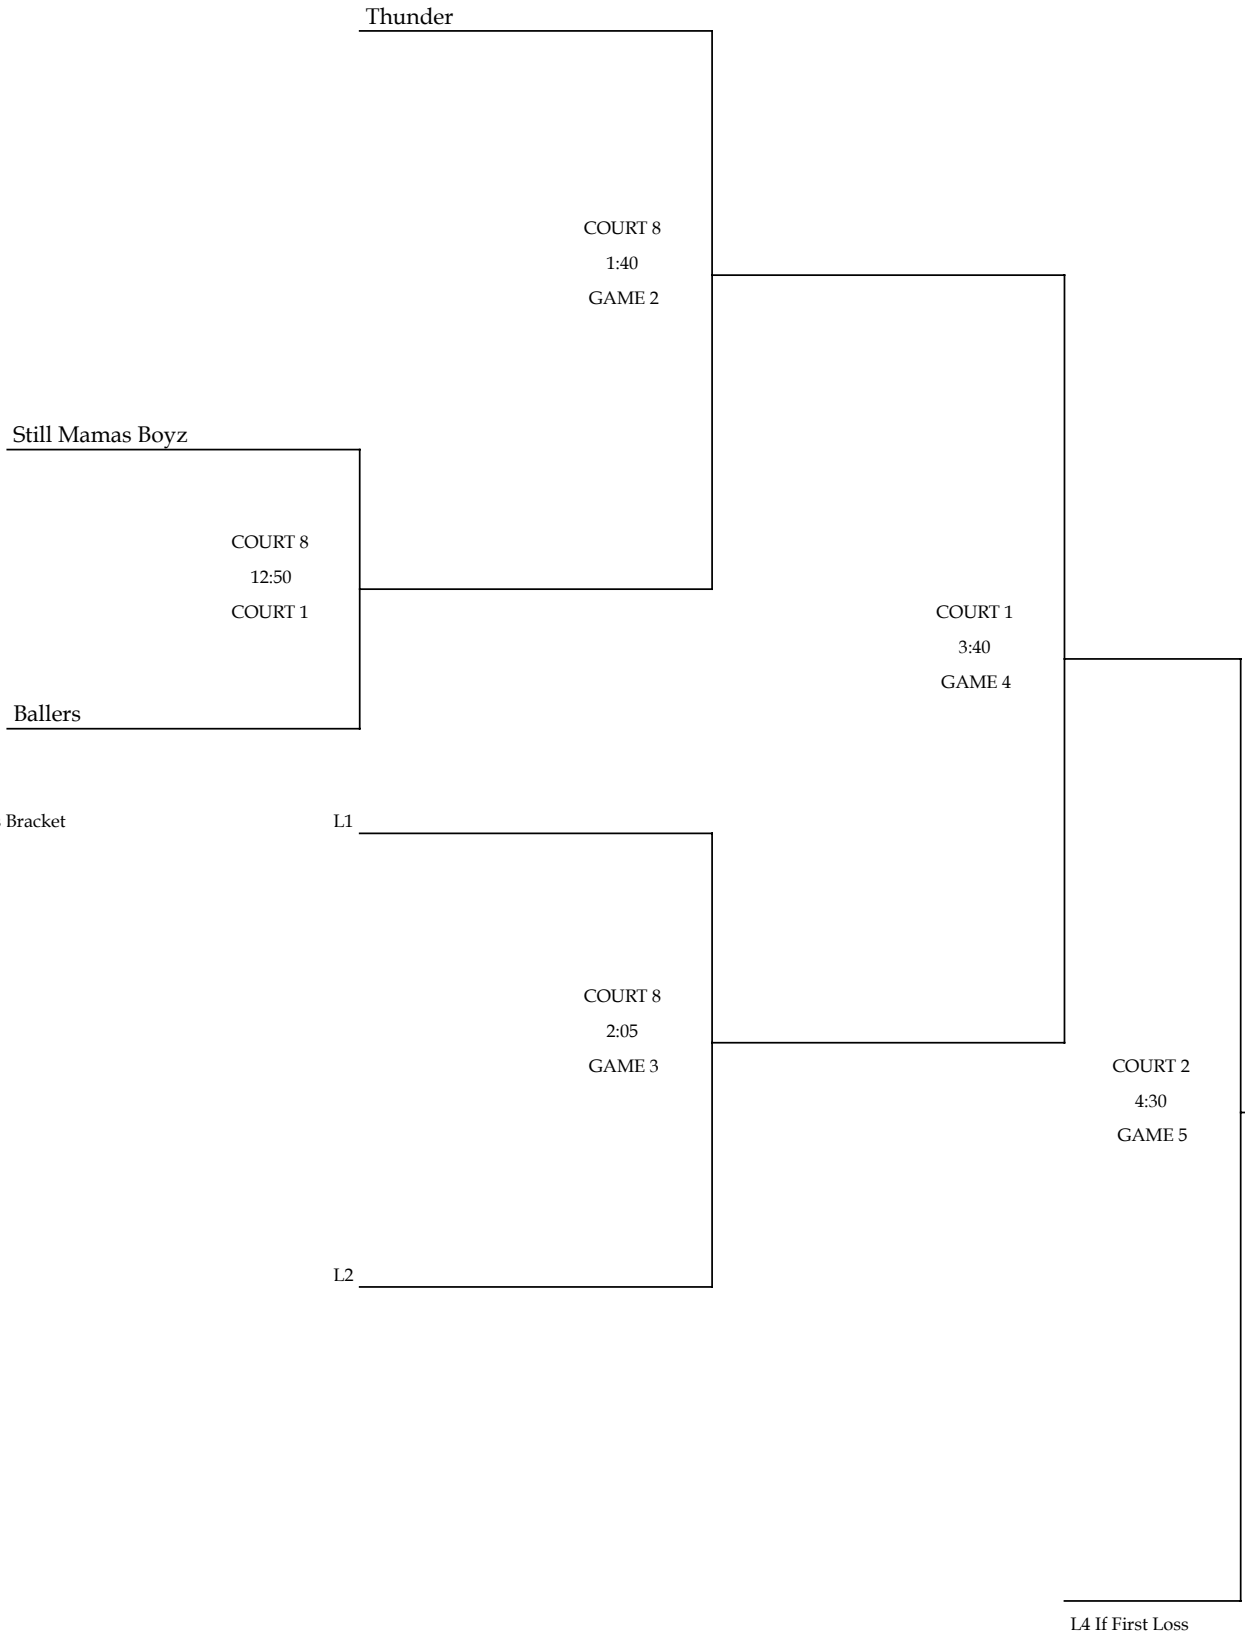 Thunder
COURT 8
1:40
GAME 2
Still Mamas Boyz
COURT 8
12:50
COURT 1
COURT 1
3:40
GAME 4
Ballers
Bracket
L1
COURT 8
2:05
GAME 3
COURT 2
4:30
GAME 5
L2
L4 If First Loss